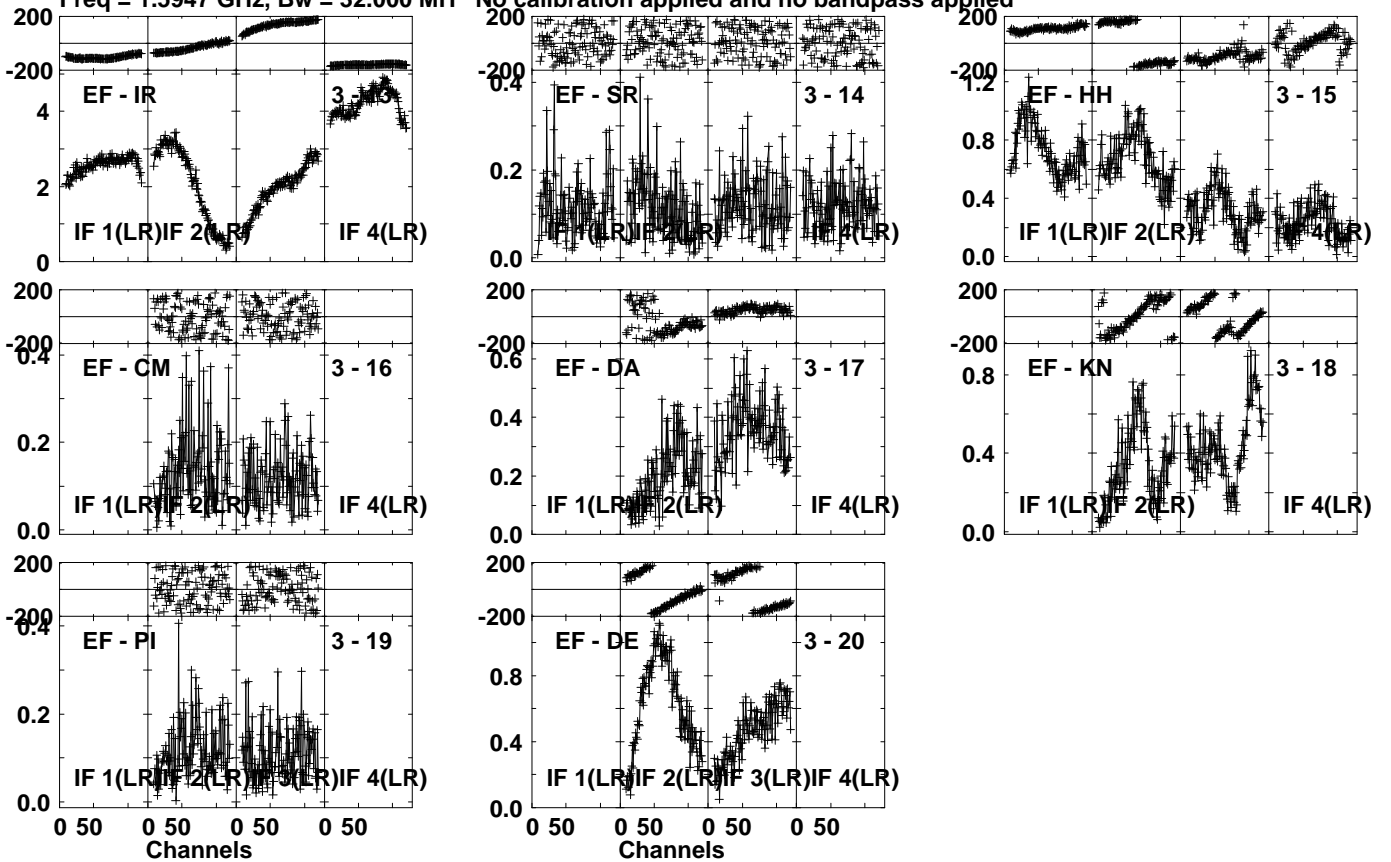 Freq = 1.5947 GHz, Bw = 32.000 MH No calibration applied and no bandpass applied
200 200 200
-200 -200 -200
EF - IR 3 - 13 EF - SR 3 - 14 EF - HH 3 - 15
4 2 0
0.4 0.2 0.0
1.2 0.8 0.4 0.0
IF 1(LR) IF 2(LR) IF 4(LR) IF 1(LR) IF 2(LR) IF 4(LR) IF 1(LR) IF 2(LR) IF 4(LR)
200 200 200
-200 -200 -200
EF - CM 3 - 16 EF - DA 3 - 17 EF - KN 3 - 18
0.4 0.2 0.0
0.6 0.4 0.2 0.0
0.8 0.4 0.0
IF 1(LR) IF 2(LR) IF 4(LR) IF 1(LR) IF 2(LR) IF 4(LR) IF 1(LR) IF 2(LR) IF 4(LR)
200 200
-200 -200
EF - PI 3 - 19 EF - DE 3 - 20
0.4 0.2 0.0
0.8 0.4 0.0
IF 1(LR) IF 2(LR) IF 3(LR) IF 4(LR) IF 1(LR) IF 2(LR) IF 3(LR) IF 4(LR)
0 50 0 50 0 50 0 50 0 50 0 50 0 50 0 50
Channels Channels